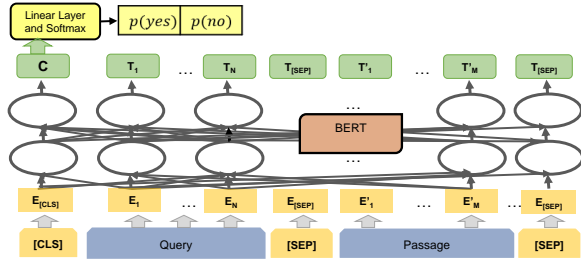 Linear Layer
and Softmax
p(yes) p(no)
C T1 ... TN T[SEP] T'1 ... T'M T[SEP]
...
BERT
...
E[CLS] E1 ... EN E[SEP] E'1 ... E'M ... E[SEP]
[CLS] Query [SEP] Passage [SEP]